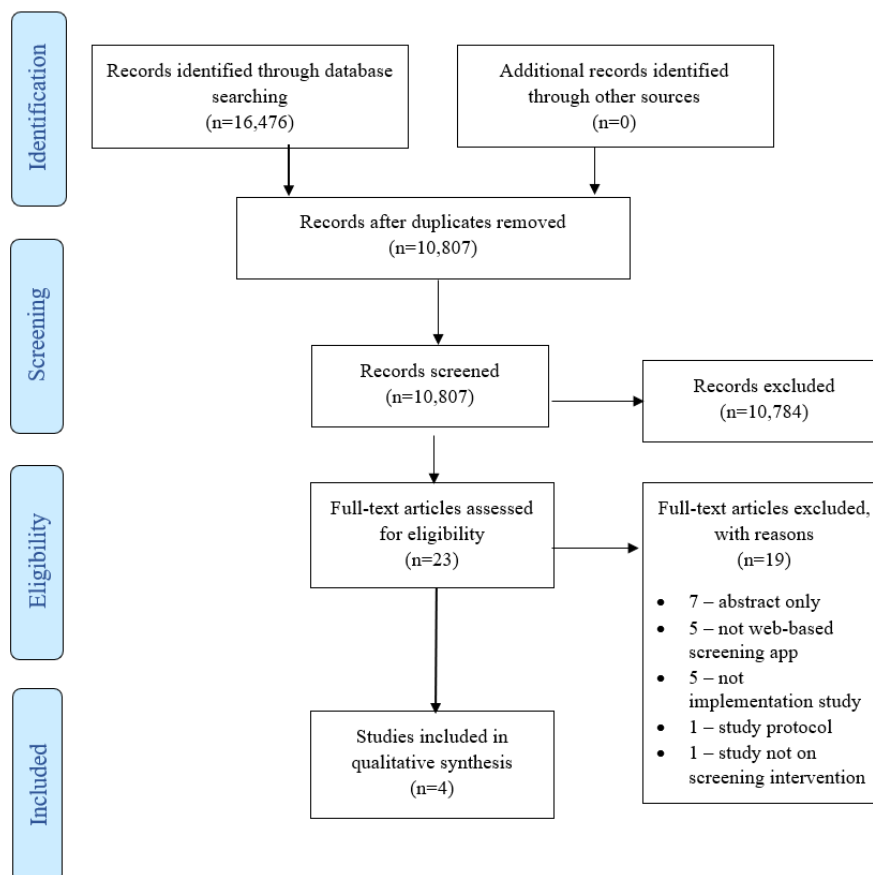 Identification
Records identified through database
searching
(n=16,476)
Additional records identified
through other sources
(n=0)
Records after duplicates removed
(n=10,807)
Screening
Records screened
(n=10,807)
Records excluded
(n=10,784)
Eligibility
Full-text articles assessed
for eligibility
(n=23)
Full-text articles excluded,
with reasons
(n=19)
• 7 – abstract only
• 5 – not web-based
screening app
• 5 – not
implementation study
• 1 – study protocol
• 1 – study not on
screening intervention
Included
Studies included in
qualitative synthesis
(n=4)